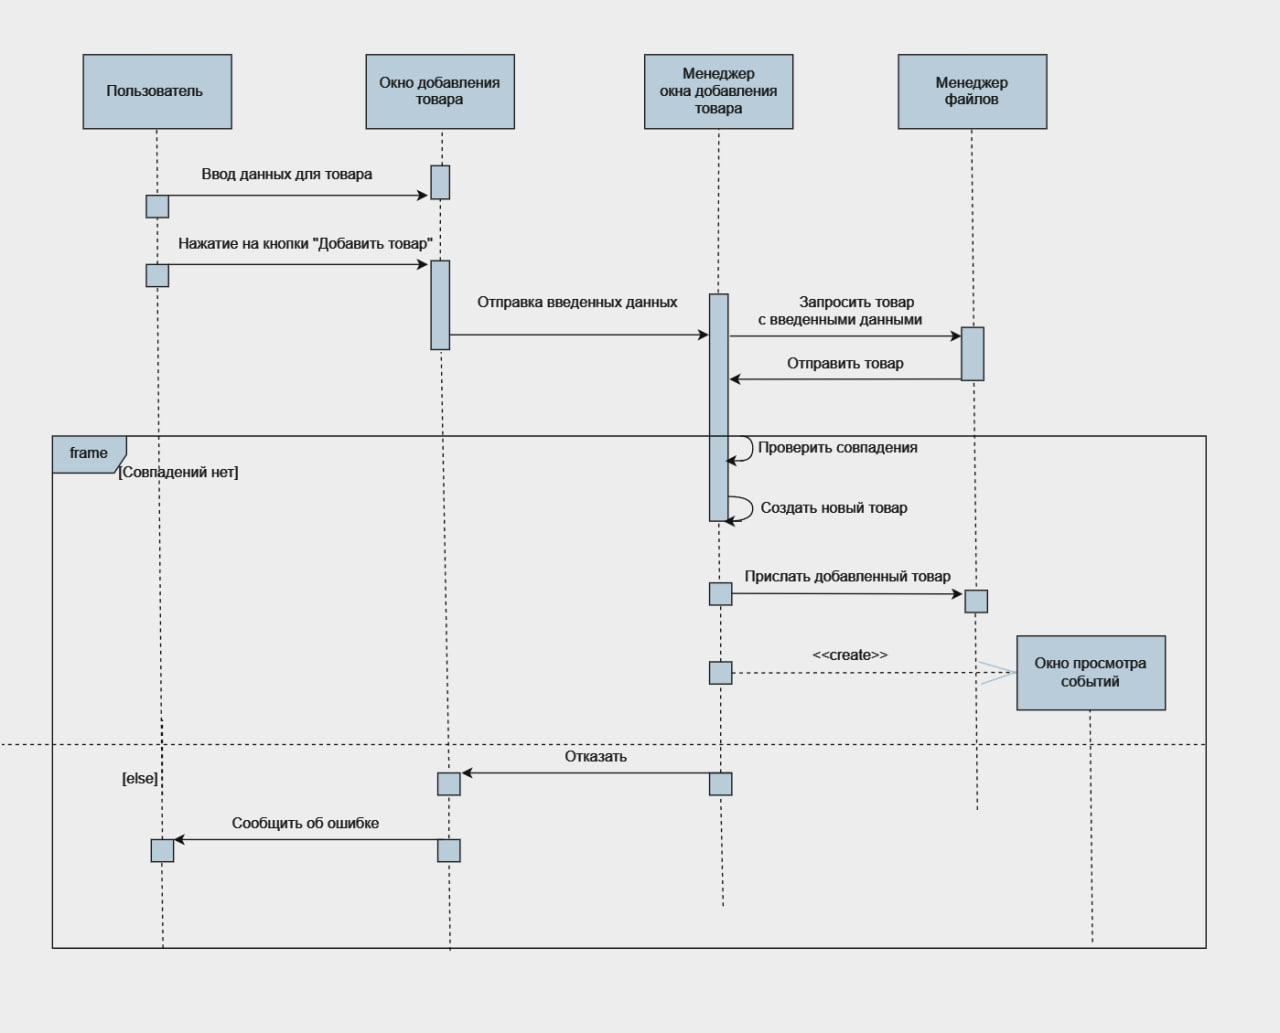 Пользователь
Окно добавления
товара
Менеджер
окна добавления
товара
Менеджер
файлов
Ввод данных для товара
Нажатие на кнопки "Добавить товар"
Отправка введенных данных
Запросить товар
с введенными данными
Отправить товар
frame
[Совпадений нет]
Проверить совпадения
Создать новый товар
Прислать добавленный товар
<<create>>
Окно просмотра
событий
[else]
Отказать
Сообщить об ошибке